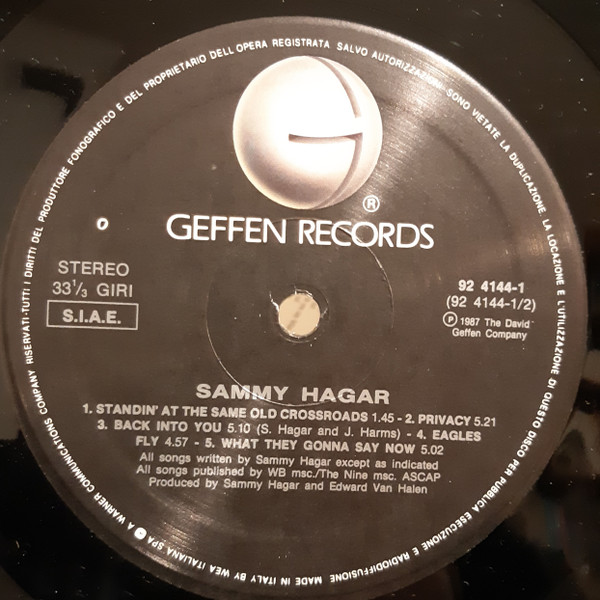 GEFFEN RECORDS
®
STEREO
33 1/3 GIRI
S.I.A.E.
92 4144-1
(92 4144-1/2)
Ⓟ 1987 The David
Geffen Company
SAMMY HAGAR
1. STANDIN' AT THE SAME OLD CROSSROADS 1.45 - 2. PRIVACY 5.21
3. BACK INTO YOU 5.10 (S. Hagar and J. Harms) - 4. EAGLES
FLY 4.57 - 5. WHAT THEY GONNA SAY NOW 5.02
All songs written by Sammy Hagar except as indicated
All songs published by WB msc./The Nine msc. ASCAP
Produced by Sammy Hagar and Edward Van Halen
MADE IN ITALY BY WEA ITALIANA SPA A WARNER COMMUNICATIONS COMPANY RISERVATI-TUTTI I DIRITTI DEL PRODUTTORE FONOGRAFICO E DEL PROPRIETARIO DELL'OPERA REGISTRATA SALVO AUTORIZZAZIONI SONO VIETATE LA DUPLICAZIONE, LA LOCAZIONE E L'UTILIZZAZIONE DI QUESTO DISCO PER PUBBLICA ESECUZIONE E RADIODIFFUSIONE